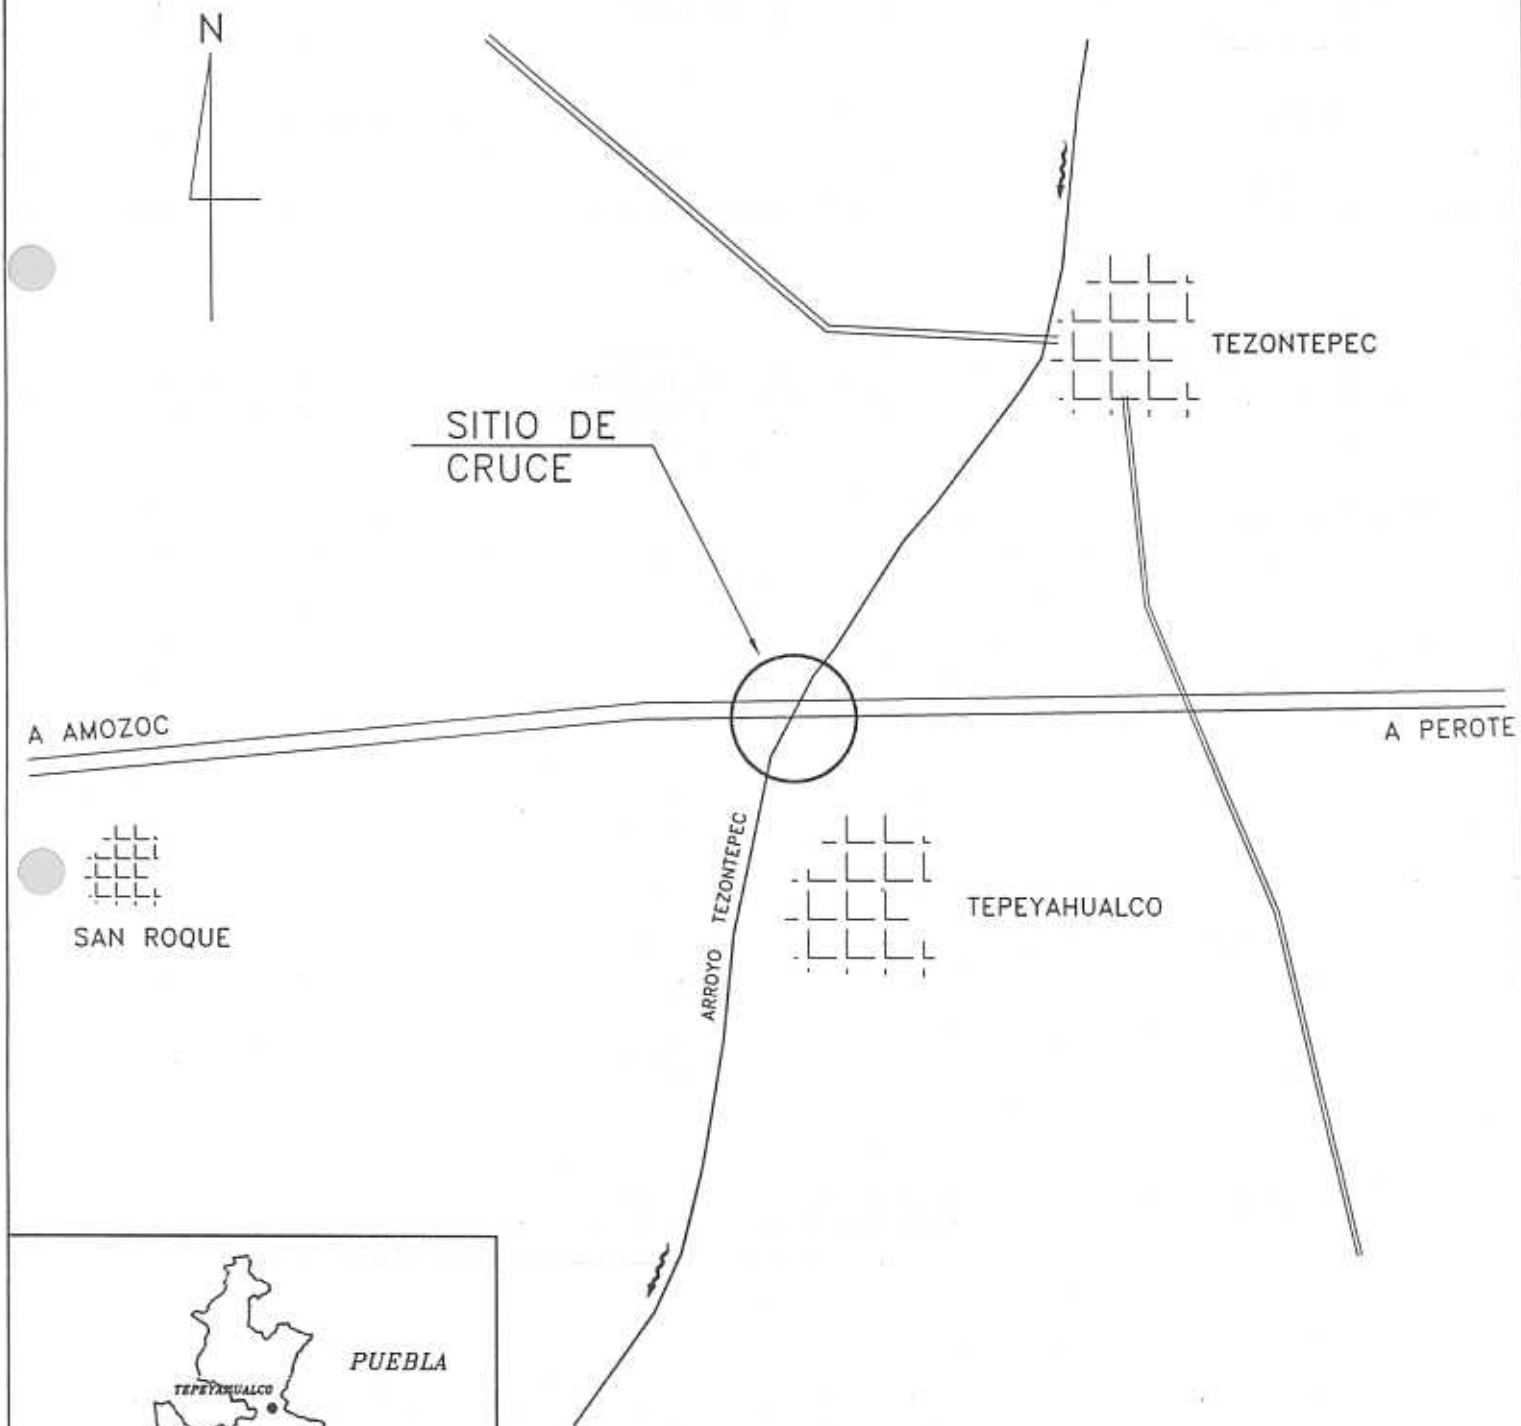 N
TEZONTEPEC
SITIO DE
CRUCE
A AMOZOC
A PEROTE
ARROYO TEZONTEPEC
TEPEYAHUALCO
SAN ROQUE
PUEBLA
TEPEYAHUALCO